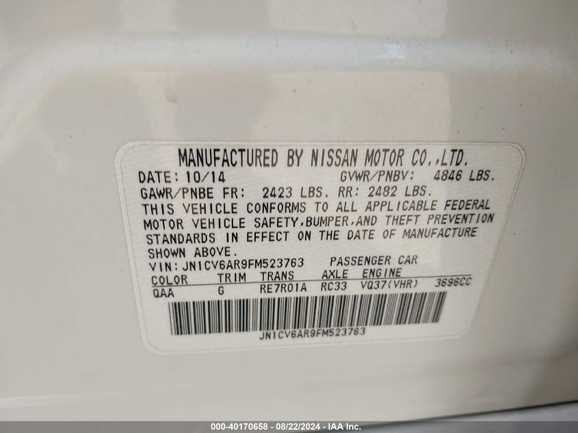 MANUFACTURED BY NISSAN MOTOR CO.,LTD.
DATE: 10/14 GVWR/PNBV: 4846 LBS.
GAWR/PNBE FR: 2423 LBS. RR: 2482 LBS.
THIS VEHICLE CONFORMS TO ALL APPLICABLE FEDERAL
MOTOR VEHICLE SAFETY,BUMPER,AND THEFT PREVENTION
STANDARDS IN EFFECT ON THE DATE OF MANUFACTURE
SHOWN ABOVE.
VIN: JN1CV6AR9FM523763 PASSENGER CAR
COLOR TRIM TRANS AXLE ENGINE
QAA G RE7R01A RC33 VQ37(VHR) 3696CC
JN1CV6AR9FM523763
000-40170658 - 08/22/2024 - IAA Inc.